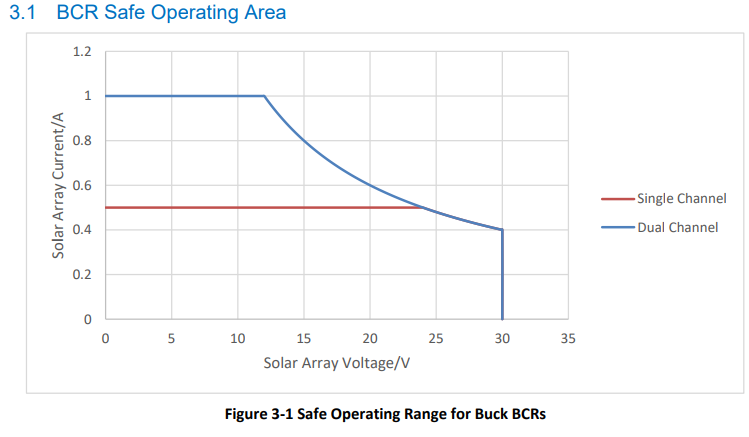 3.1 BCR Safe Operating Area
1.2
1
0.8
0.6
0.4
0.2
0
Solar Array Current/A
0 5 10 15 20 25 30 35
Solar Array Voltage/V
Single Channel
Dual Channel
Figure 3-1 Safe Operating Range for Buck BCRs